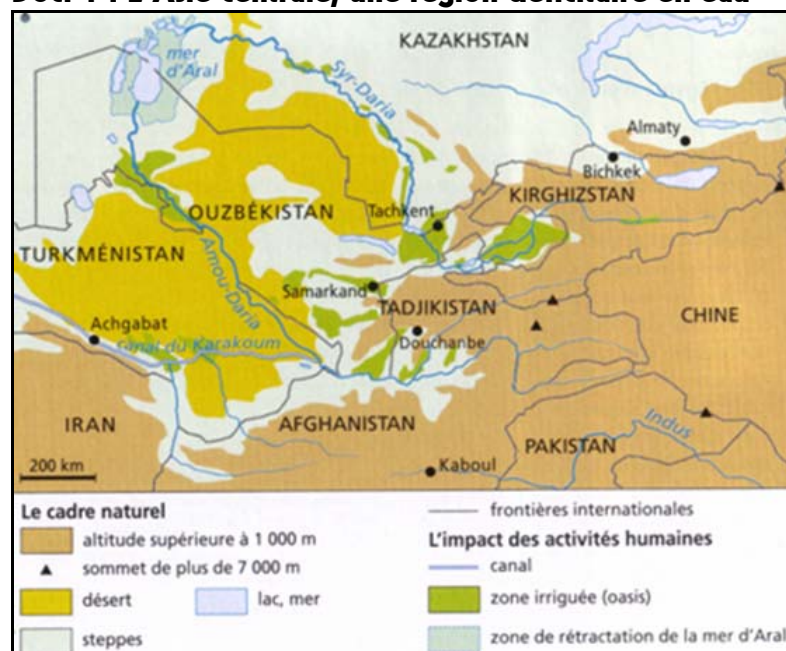 Doc. 1 : L'Asie centrale, une région déficitaire en eau
KAZAKHSTAN
mer
d'Aral
Syr-Daria
Almaty
Bichkek
KIRGHIZSTAN
OUZBÉKISTAN
Tachkent
TURKMÉNISTAN
Amou-Daria
Samarkand
TADJIKISTAN
CHINE
Achgabat
Douchanbe
Canal du Karakoum
IRAN
AFGHANISTAN
PAKISTAN
Indus
200 km
Kaboul
Le cadre naturel
altitude supérieure à 1 000 m
sommet de plus de 7 000 m
désert
lac, mer
steppes
frontières internationales
L'impact des activités humaines
canal
zone irriguée (oasis)
zone de rétractation de la mer d'Aral